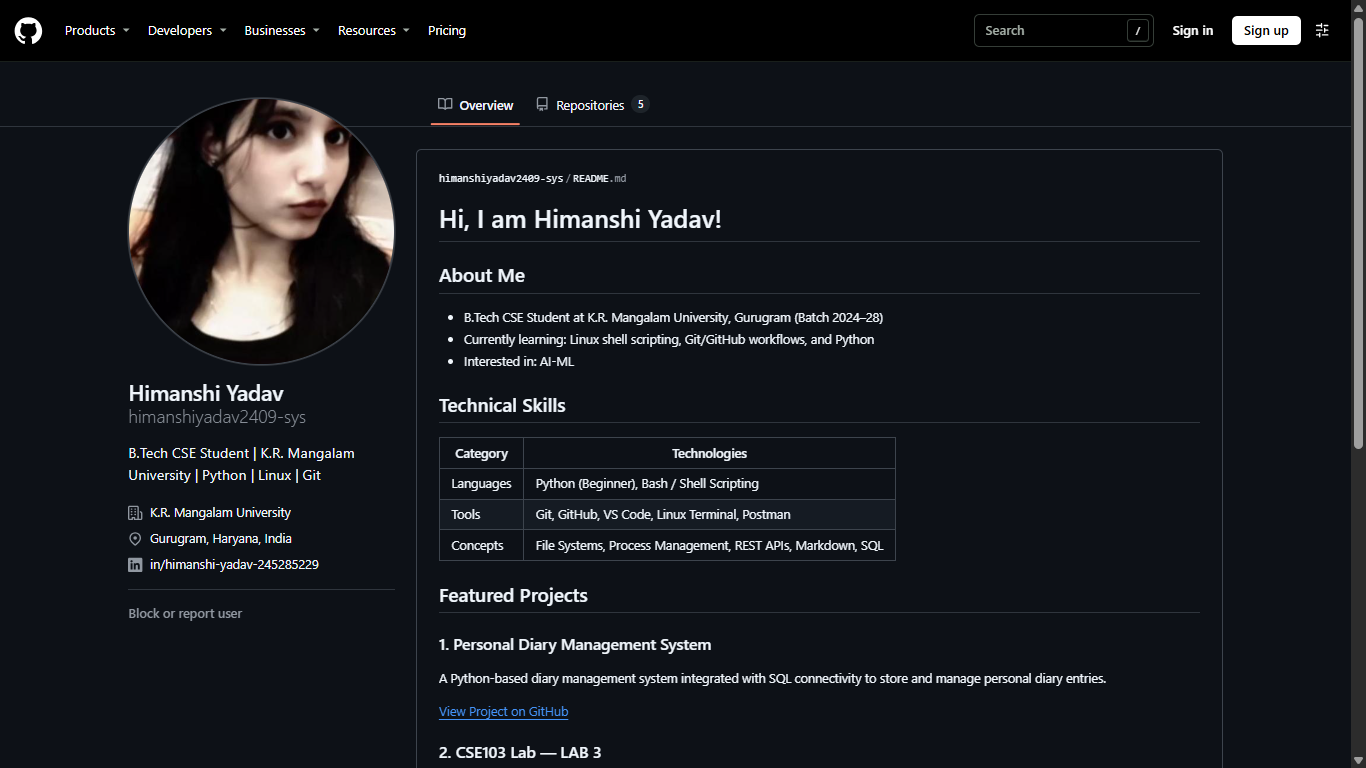 Products Developers Businesses Resources Pricing Search / Sign in Sign up
Overview Repositories 5
himanshiyadav2409-sys/README.md
Hi, I am Himanshi Yadav!
About Me
B.Tech CSE Student at K.R. Mangalam University, Gurugram (Batch 2024–28)
Currently learning: Linux shell scripting, Git/GitHub workflows, and Python
Interested in: AI-ML
Technical Skills
Category Technologies
Languages Python (Beginner), Bash / Shell Scripting
Tools Git, GitHub, VS Code, Linux Terminal, Postman
Concepts File Systems, Process Management, REST APIs, Markdown, SQL
Featured Projects
1. Personal Diary Management System
A Python-based diary management system integrated with SQL connectivity to store and manage personal diary entries.
View Project on GitHub
2. CSE103 Lab — LAB 3
Himanshi Yadav
himanshiyadav2409-sys
B.Tech CSE Student | K.R. Mangalam
University | Python | Linux | Git
K.R. Mangalam University
Gurugram, Haryana, India
in/himanshi-yadav-245285229
Block or report user